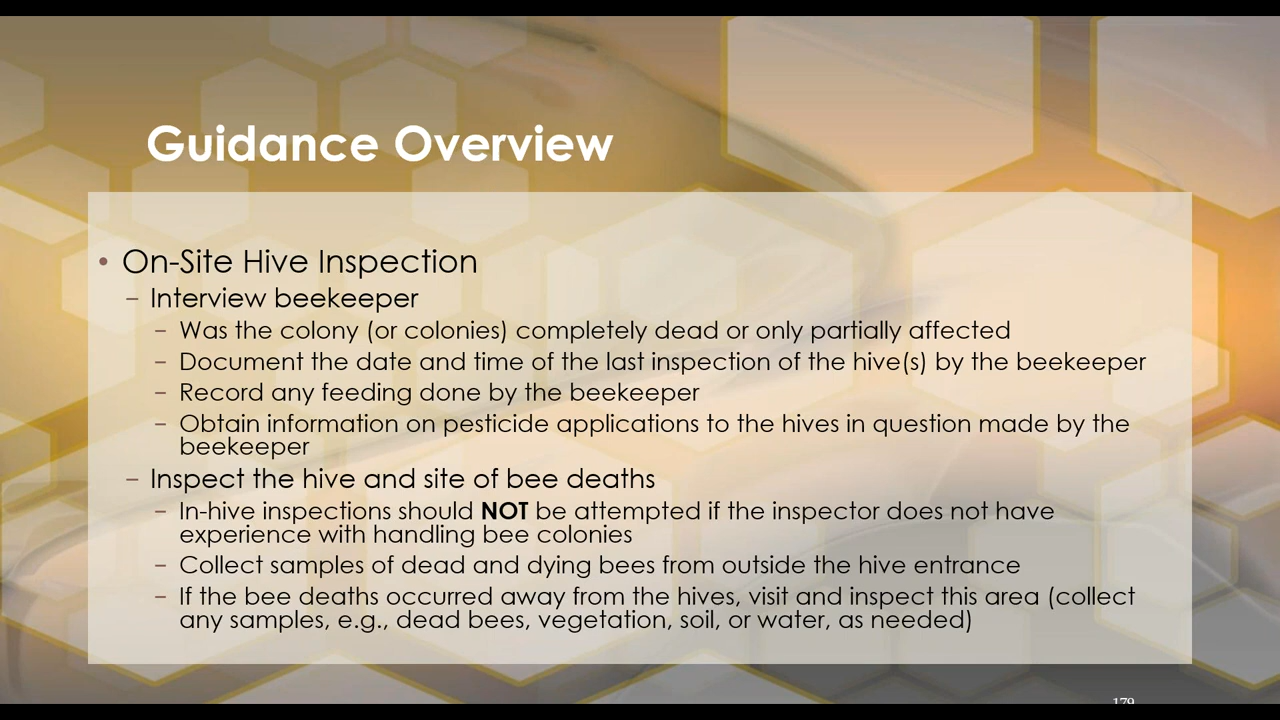 Guidance Overview
• On-Site Hive Inspection
– Interview beekeeper
– Was the colony (or colonies) completely dead or only partially affected
– Document the date and time of the last inspection of the hive(s) by the beekeeper
– Record any feeding done by the beekeeper
– Obtain information on pesticide applications to the hives in question made by the
beekeeper
– Inspect the hive and site of bee deaths
– In-hive inspections should NOT be attempted if the inspector does not have
experience with handling bee colonies
– Collect samples of dead and dying bees from outside the hive entrance
– If the bee deaths occurred away from the hives, visit and inspect this area (collect
any samples, e.g., dead bees, vegetation, soil, or water, as needed)
179